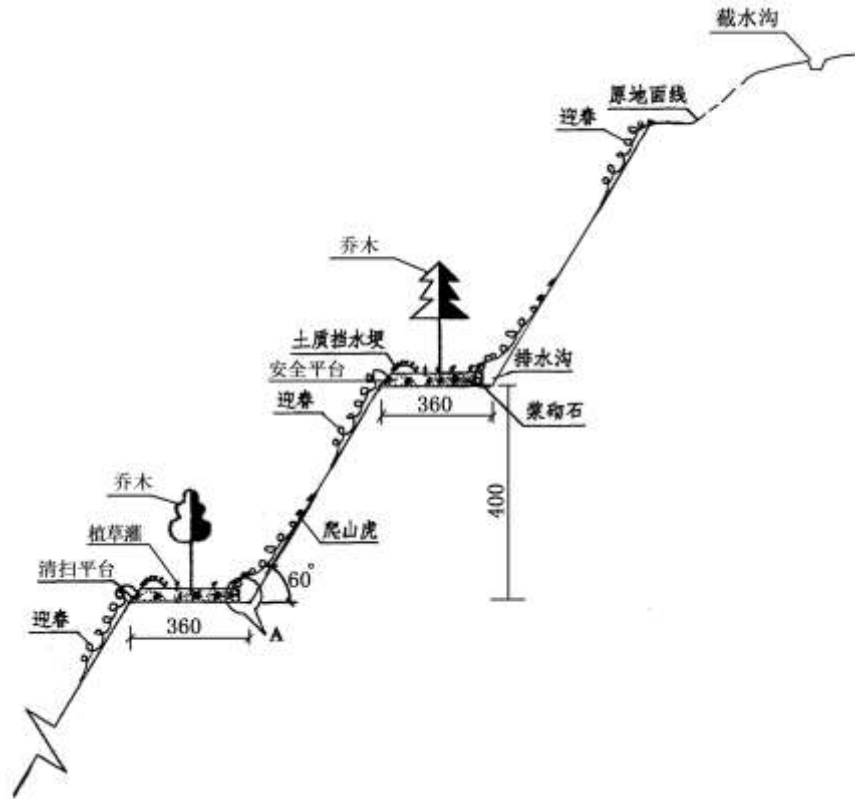 截水沟
原地面线
迎春
乔木
土质挡水埂
安全平台
排水沟
迎春
360
浆砌石
400
乔木
植草灌
爬山虎
清扫平台
60°
迎春
360
A